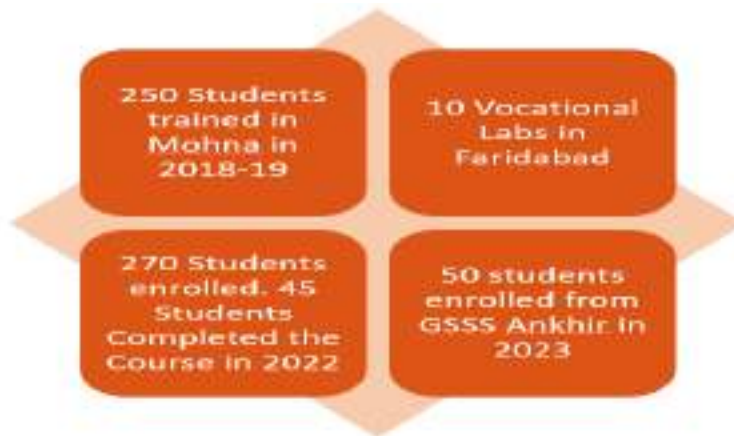 250 Students
trained in
Mohna in
2018-19
10 Vocational
Labs in
Faridabad
270 Students
enrolled. 45
Students
Completed the
Course in 2022
50 students
enrolled from
GSSS Ankhir in
2023